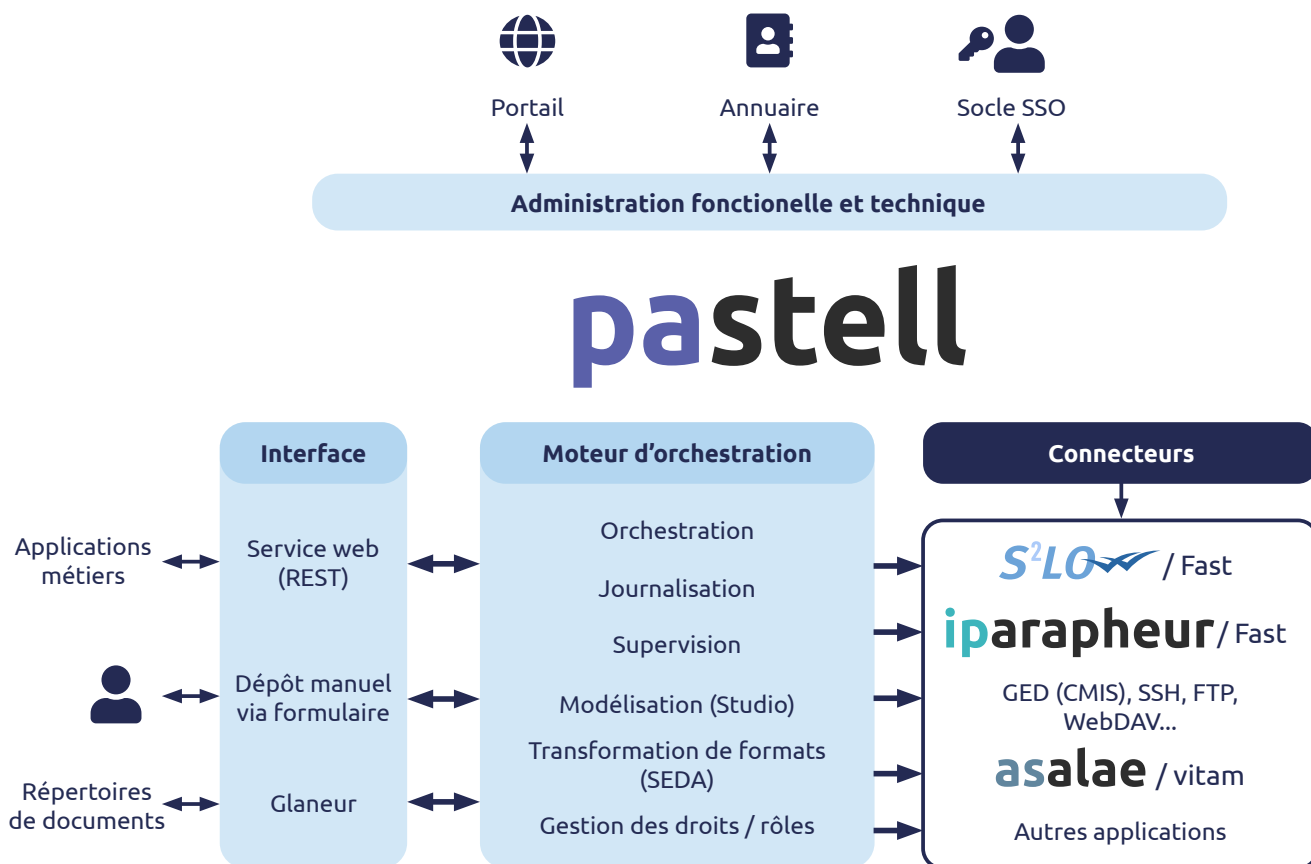 Portail
Annuaire
Socle SSO
Administration fonctionelle et technique
pastell
Interface
Moteur d’orchestration
Connecteurs
Applications
métiers
Service web
(REST)
Dépôt manuel
via formulaire
Répertoires
de documents
Glaneur
Orchestration
Journalisation
Supervision
Modélisation (Studio)
Transformation de formats
(SEDA)
Gestion des droits / rôles
S²LOW / Fast
iparapheur / Fast
GED (CMIS), SSH, FTP,
WebDAV...
asalae / vitam
Autres applications